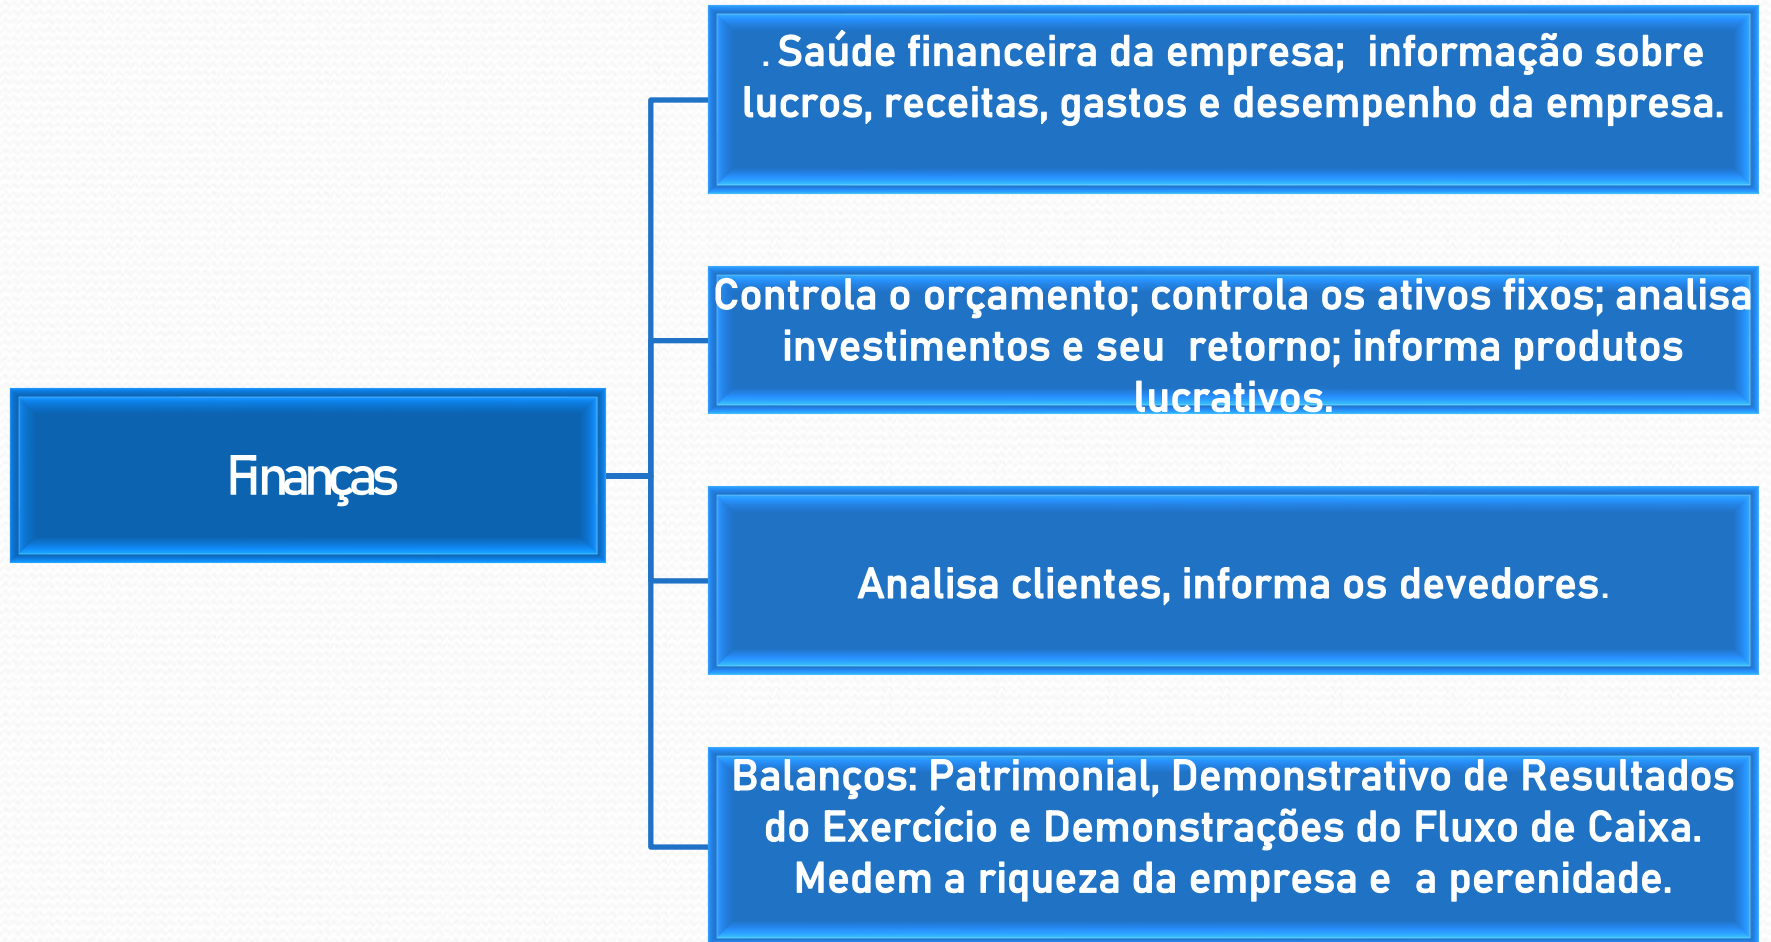 . Saúde financeira da empresa; informação sobre
lucros, receitas, gastos e desempenho da empresa.
Controla o orçamento; controla os ativos fixos; analisa
investimentos e seu retorno; informa produtos
lucrativos.
Finanças
Analisa clientes, informa os devedores.
Balanços: Patrimonial, Demonstrativo de Resultados
do Exercício e Demonstrações do Fluxo de Caixa.
Medem a riqueza da empresa e a perenidade.